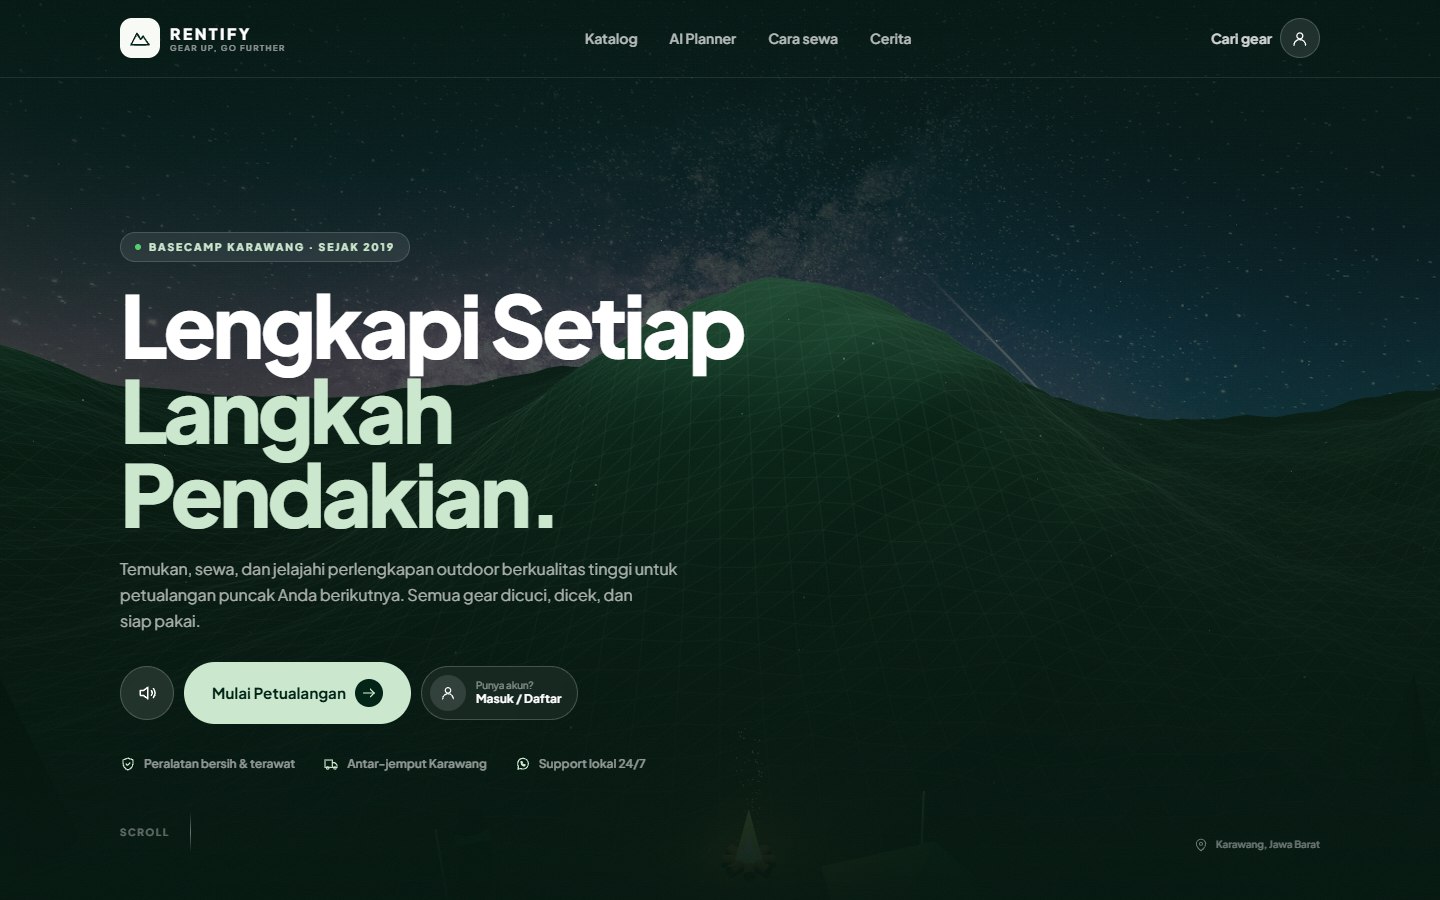 RENTIFY
GEAR UP, GO FURTHER
Katalog
AI Planner
Cara sewa
Cerita
Cari gear
BASECAMP KARAWANG · SEJAK 2019
Lengkapi Setiap
Langkah
Pendakian.
Temukan, sewa, dan jelajahi perlengkapan outdoor berkualitas tinggi untuk
petualangan puncak Anda berikutnya. Semua gear dicuci, dicek, dan
siap pakai.
Mulai Petualangan
Punya akun?
Masuk / Daftar
Peralatan bersih & terawat
Antar-jemput Karawang
Support lokal 24/7
SCROLL
Karawang, Jawa Barat